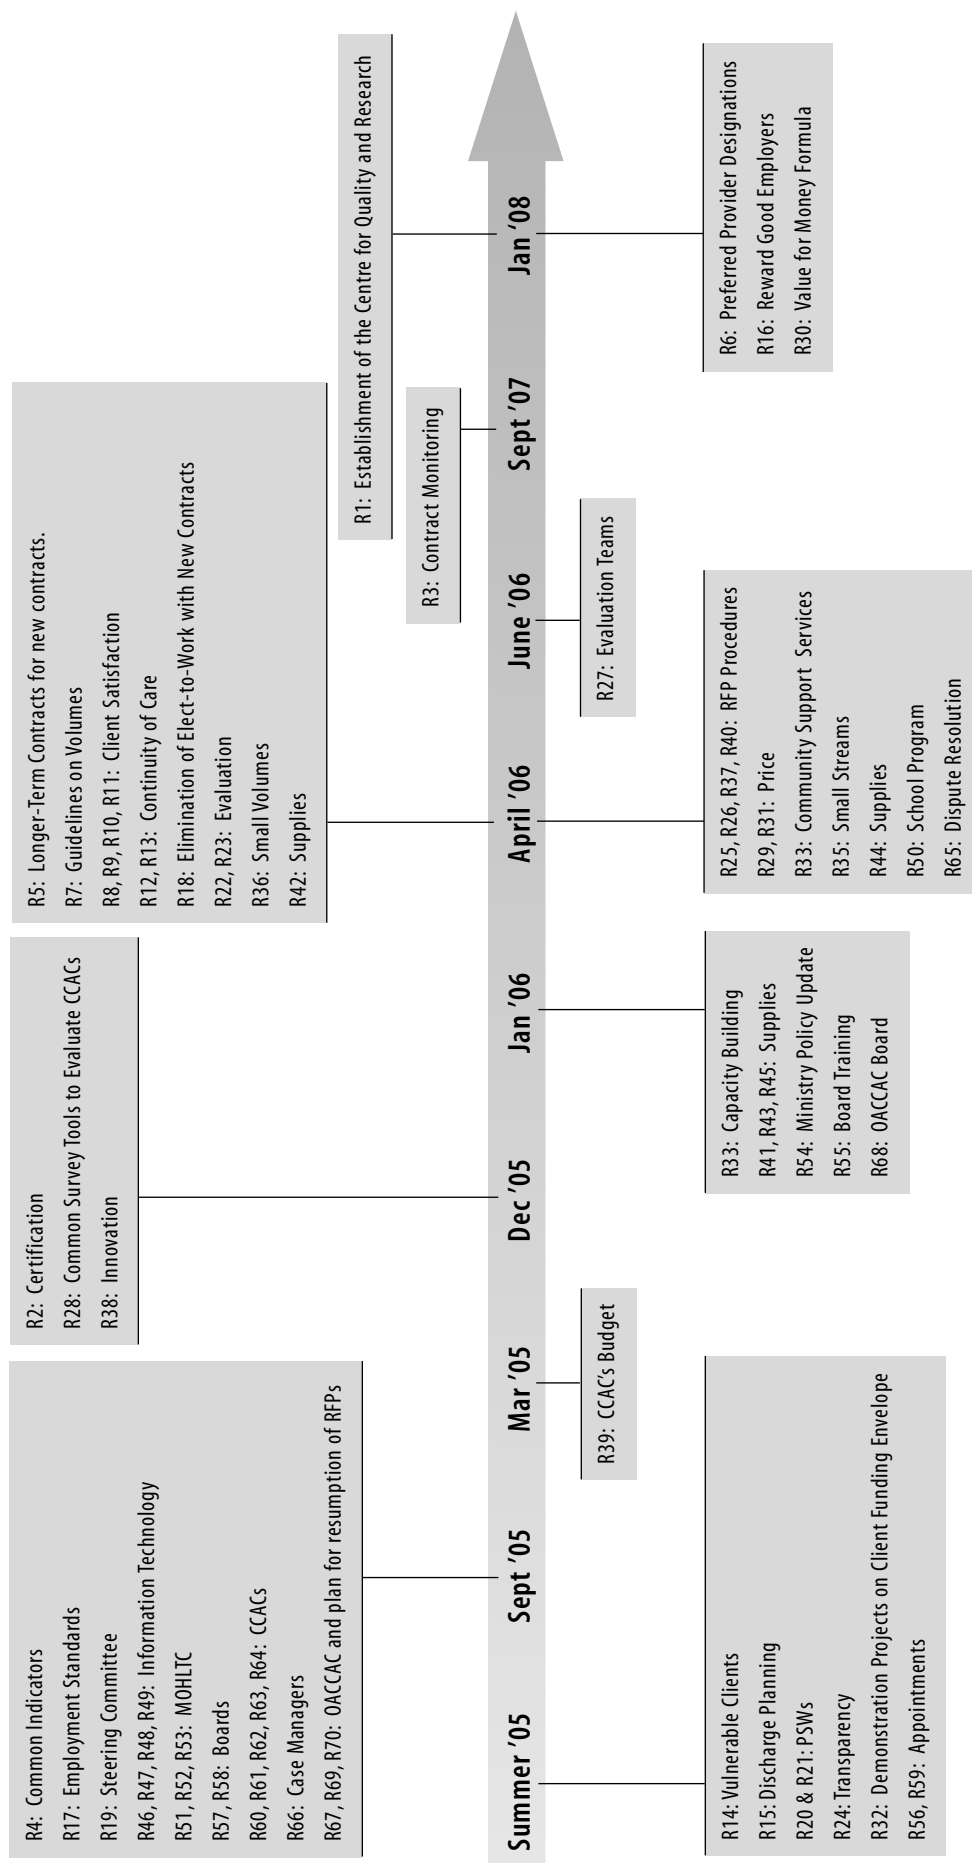 R4: Common Indicators
R17: Employment Standards
R19: Steering Committee
R46, R47, R48, R49: Information Technology
R51, R52, R53: MOHLTC
R57, R58: Boards
R60, R61, R62, R63, R64: CCACs
R66: Case Managers
R67, R69, R70: OACCAC and plan for resumption of RFPs
R2: Certification
R28: Common Survey Tools to Evaluate CCACs
R38: Innovation
R5: Longer-Term Contracts for new contracts.
R7: Guidelines on Volumes
R8, R9, R10, R11: Client Satisfaction
R12, R13: Continuity of Care
R18: Elimination of Elect-to-Work with New Contracts
R22, R23: Evaluation
R36: Small Volumes
R42: Supplies
R3: Contract Monitoring
R1: Establishment of the Centre for Quality and Research
Summer ’05
Sept ’05
Mar ’05
Dec ’05
Jan ’06
April ’06
June ’06
Sept ’07
Jan ’08
R14: Vulnerable Clients
R15: Discharge Planning
R20 & R21: PSWs
R24: Transparency
R32: Demonstration Projects on Client Funding Envelope
R56, R59: Appointments
R39: CCAC’s Budget
R33: Capacity Building
R41, R43, R45: Supplies
R54: Ministry Policy Update
R55: Board Training
R68: OACCAC Board
R25, R26, R37, R40: RFP Procedures
R29, R31: Price
R33: Community Support Services
R35: Small Streams
R44: Supplies
R50: School Program
R65: Dispute Resolution
R27: Evaluation Teams
R6: Preferred Provider Designations
R16: Reward Good Employers
R30: Value for Money Formula